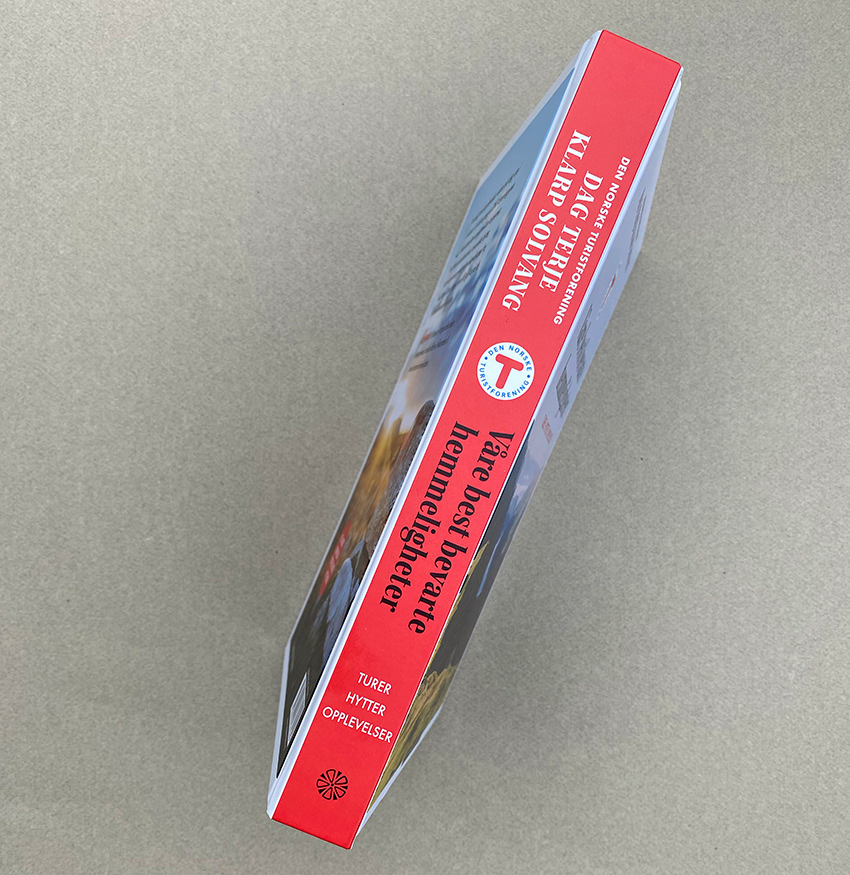 DEN NORSKE TURISTFORENING
DAG TERJE
KLARP SOLVANG
DEN NORSKE
T
TURISTFORENING
Våre best bevarte
hemmeligheter
TURER
HYTTER
OPPLEVELSER